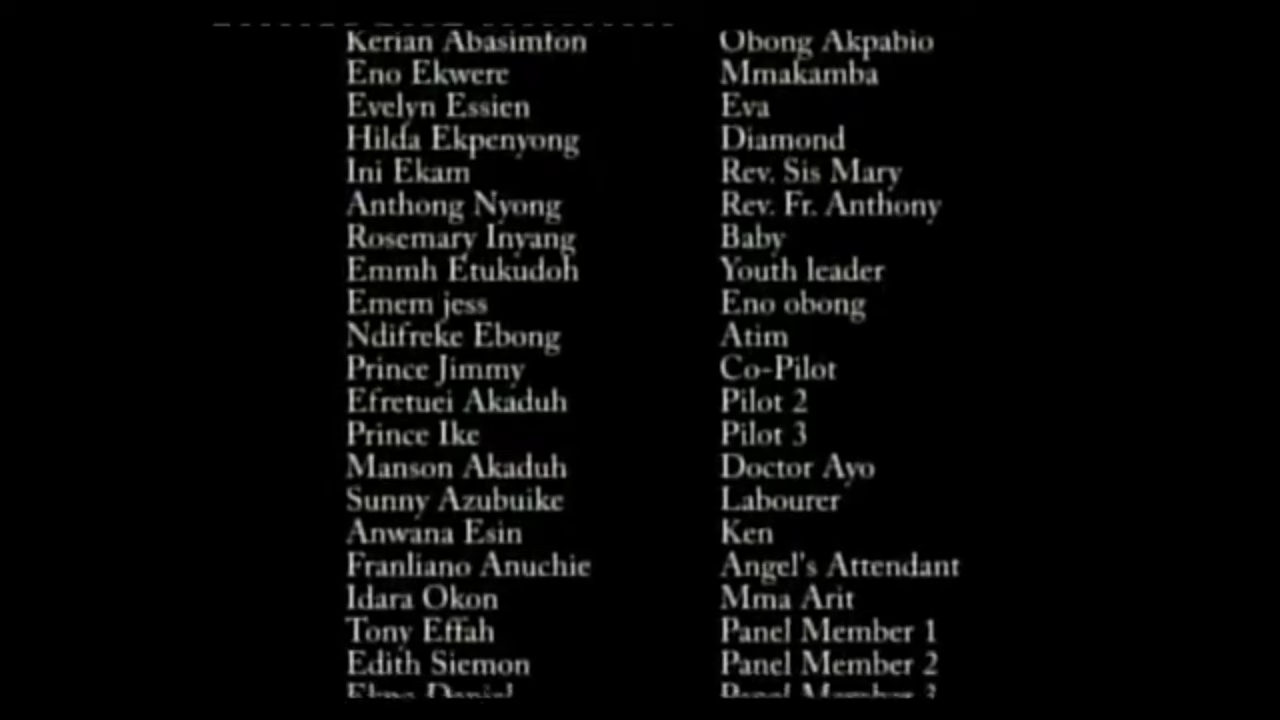 Kerian Abasimfon Obong Akpabio
Eno Ekwere Mmakamba
Evelyn Essien Eva
Hilda Ekpenyong Diamond
Ini Ekam Rev. Sis Mary
Anthong Nyong Rev. Fr. Anthony
Rosemary Inyang Baby
Emmh Etukudoh Youth leader
Emem jess Eno obong
Ndifreke Ebong Atim
Prince Jimmy Co-Pilot
Efretuei Akaduh Pilot 2
Prince Ike Pilot 3
Manson Akaduh Doctor Ayo
Sunny Azubuike Labourer
Anwana Esin Ken
Franliano Anuchie Angel's Attendant
Idara Okon Mma Arit
Tony Effah Panel Member 1
Edith Siemon Panel Member 2
Daniel Panel Member 3